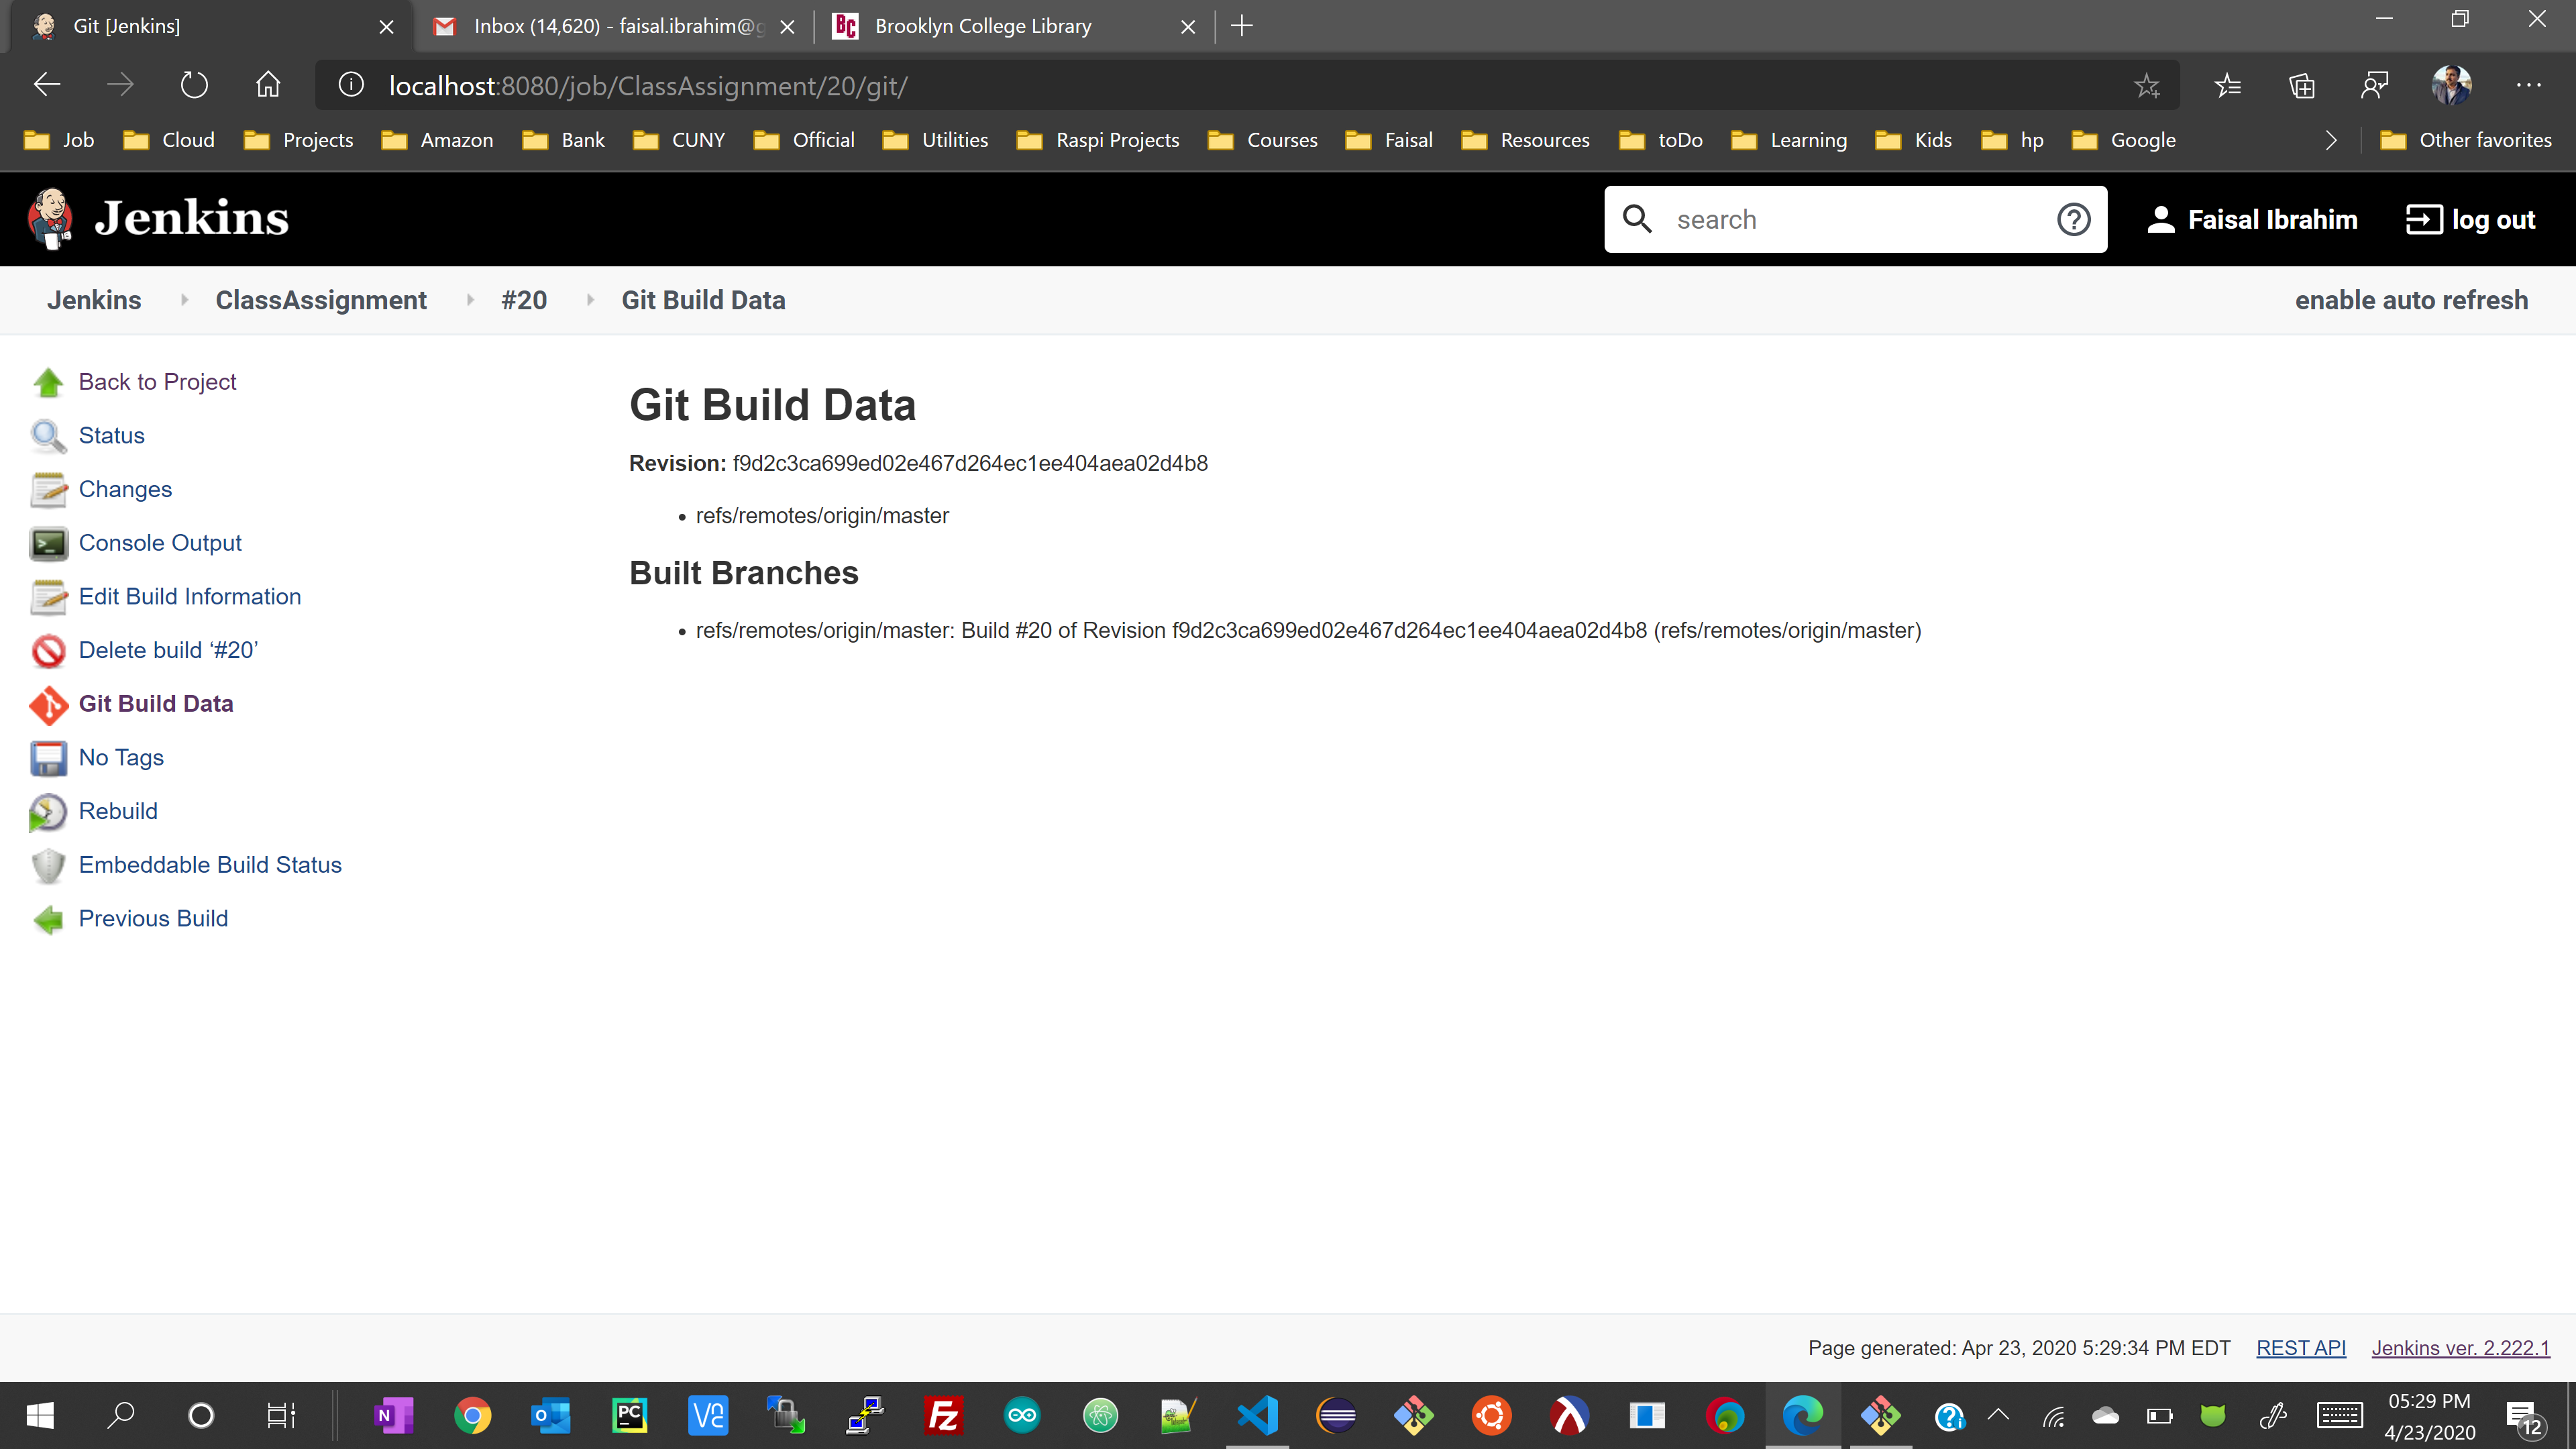 Git [Jenkins]
Inbox (14,620) - faisal.ibrahim@g
Brooklyn College Library
localhost:8080/job/ClassAssignment/20/git/
Job Cloud Projects Amazon Bank CUNY Official Utilities Raspi Projects Courses Faisal Resources toDo Learning Kids hp Google Other favorites
Jenkins
search
Faisal Ibrahim
log out
Jenkins ClassAssignment #20 Git Build Data
enable auto refresh
Back to Project
Status
Changes
Console Output
Edit Build Information
Delete build ‘#20’
Git Build Data
No Tags
Rebuild
Embeddable Build Status
Previous Build
Git Build Data
Revision: f9d2c3ca699ed02e467d264ec1ee404aea02d4b8
• refs/remotes/origin/master
Built Branches
• refs/remotes/origin/master: Build #20 of Revision f9d2c3ca699ed02e467d264ec1ee404aea02d4b8 (refs/remotes/origin/master)
Page generated: Apr 23, 2020 5:29:34 PM EDT REST API Jenkins ver. 2.222.1
05:29 PM
4/23/2020
12